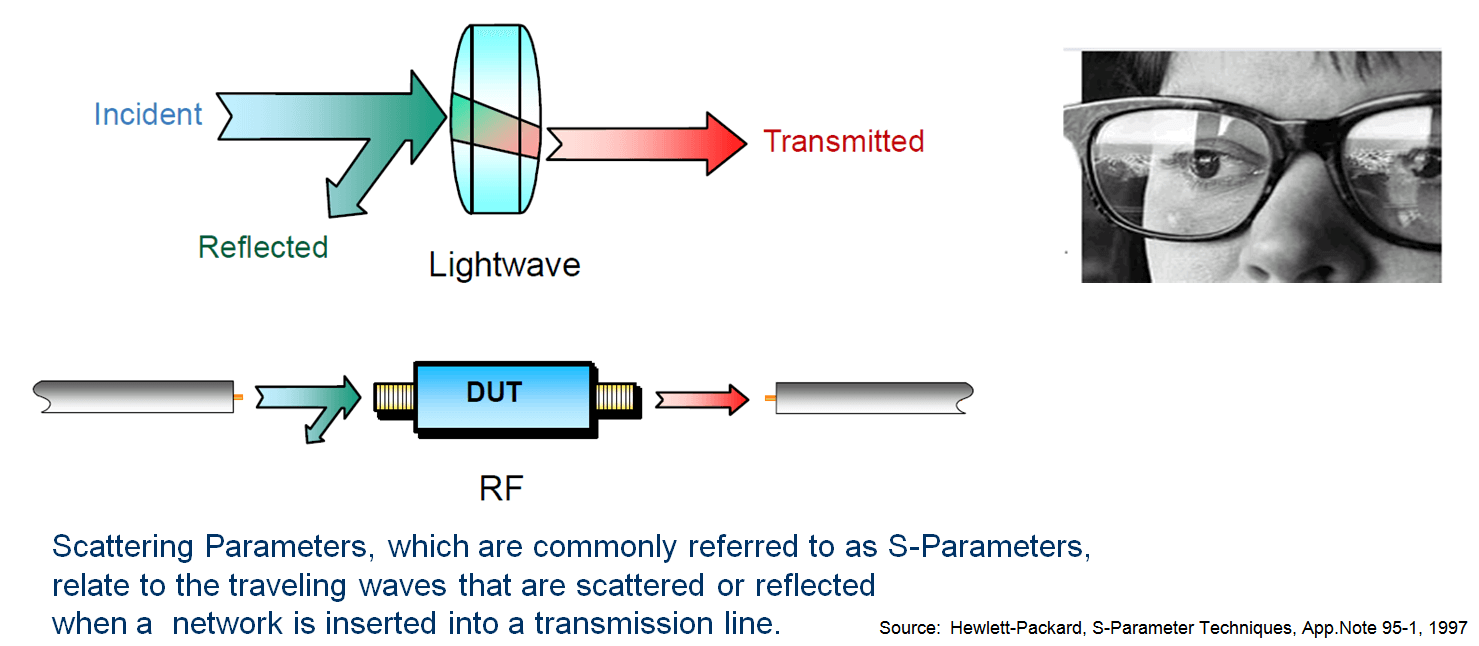 Incident
Transmitted
Reflected
Lightwave
DUT
RF
Scattering Parameters, which are commonly referred to as S-Parameters,
relate to the traveling waves that are scattered or reflected
when a  network is inserted into a transmission line.
Source:  Hewlett-Packard, S-Parameter Techniques, App.Note 95-1, 1997